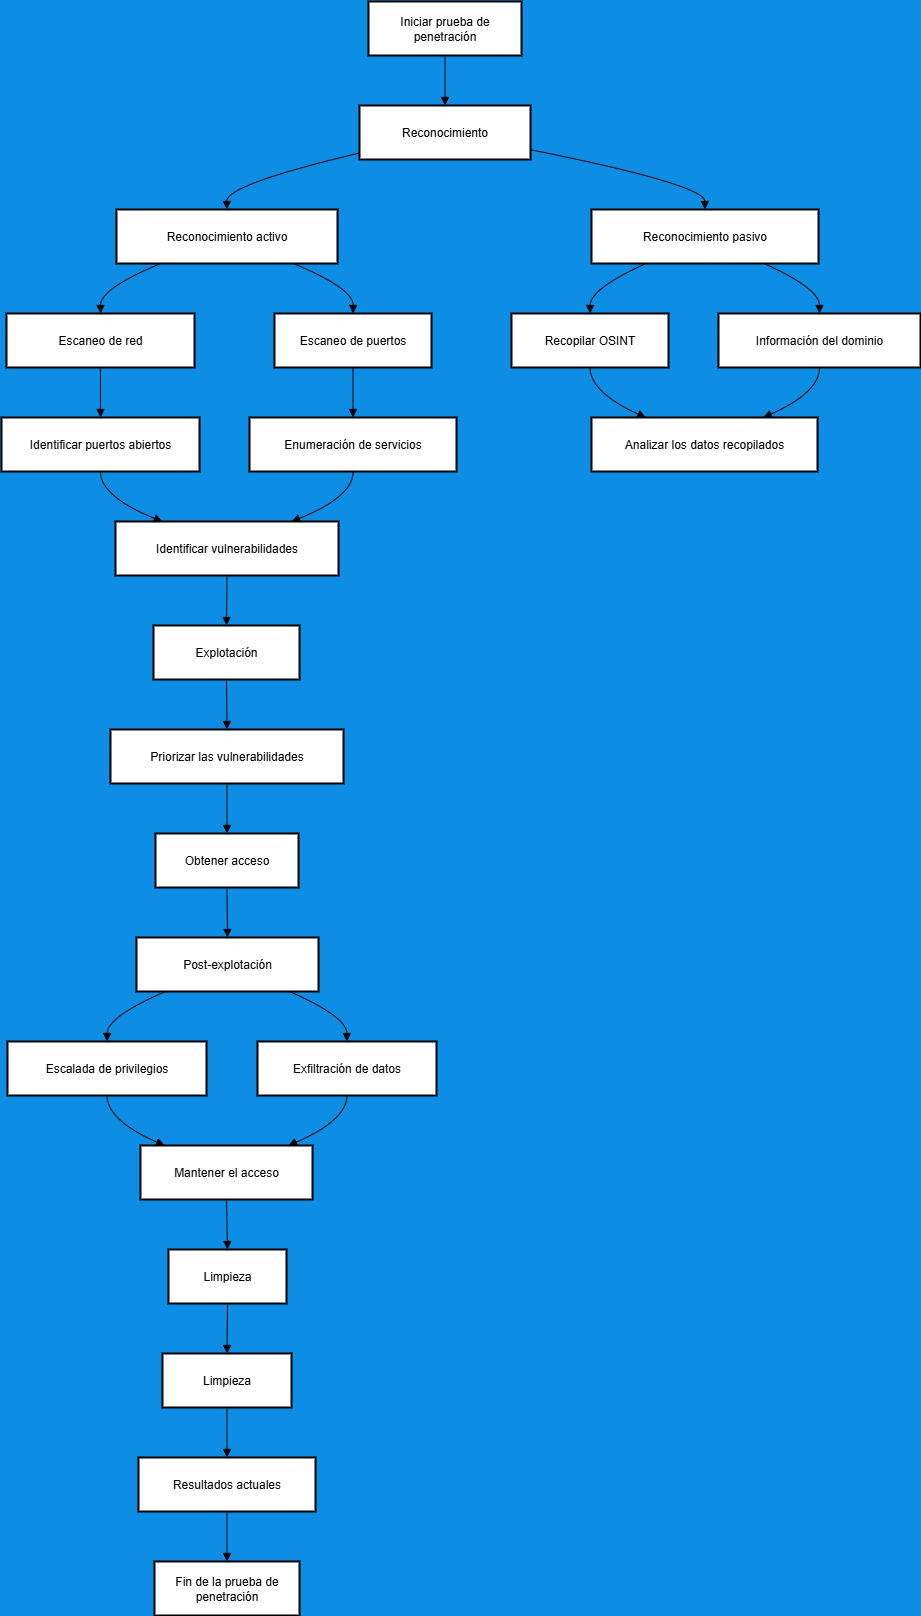 Iniciar prueba de
penetración
Reconocimiento
Reconocimiento activo
Reconocimiento pasivo
Escaneo de red
Escaneo de puertos
Recopilar OSINT
Información del dominio
Identificar puertos abiertos
Enumeración de servicios
Analizar los datos recopilados
Identificar vulnerabilidades
Explotación
Priorizar las vulnerabilidades
Obtener acceso
Post-explotación
Escalada de privilegios
Exfiltración de datos
Mantener el acceso
Limpieza
Limpieza
Resultados actuales
Fin de la prueba de
penetración